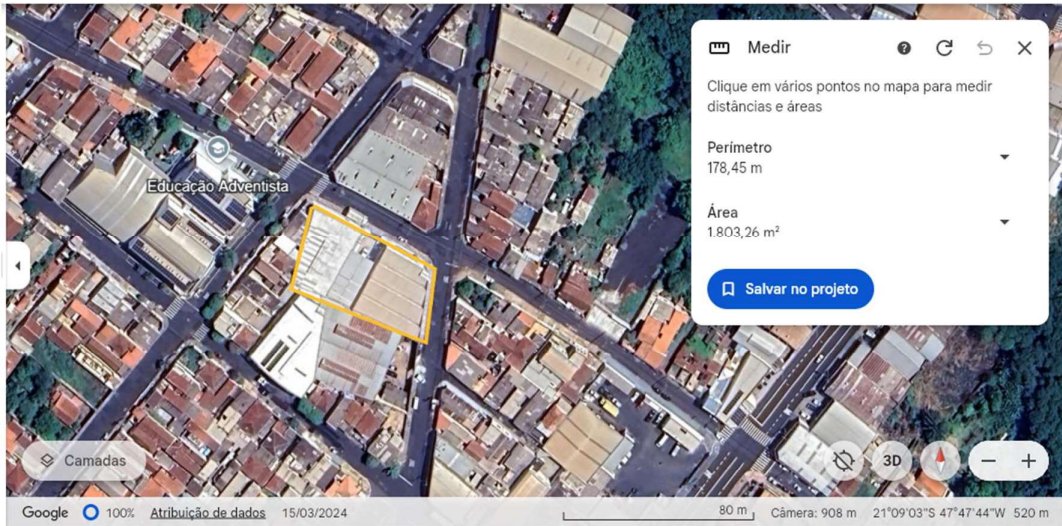 Medir
Clique em vários pontos no mapa para medir
distâncias e áreas
Perímetro
178,45 m
Área
1.803,26 m²
Salvar no projeto
Educação Adventista
Camadas
3D
Google 100% Atribuição de dados 15/03/2024 80 m Câmera: 908 m 21°09'03"S 47°47'44"W 520 m